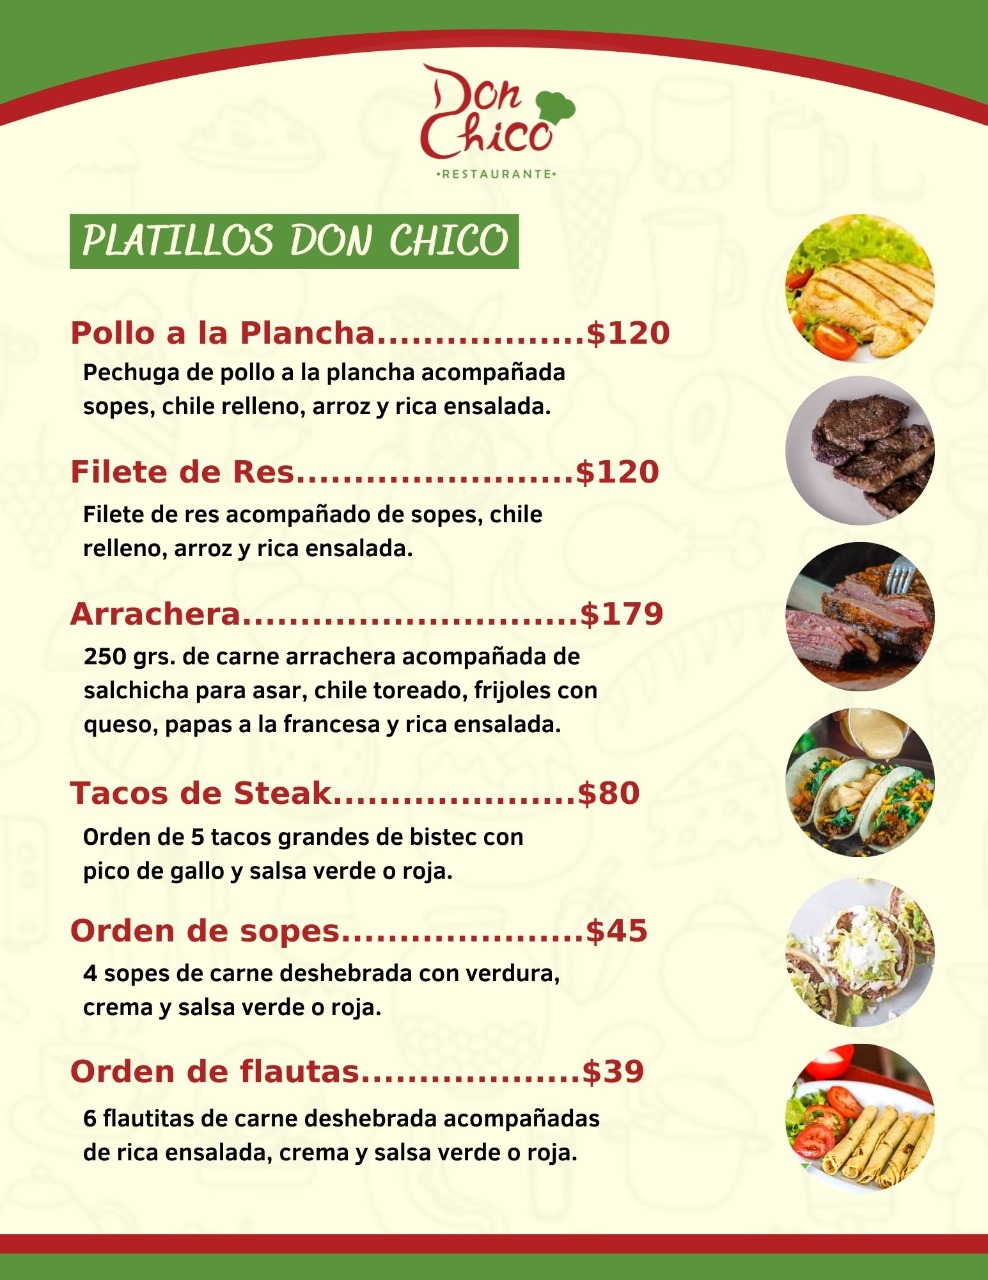 Don
Chico
•RESTAURANTE•
PLATILLOS DON CHICO
Pollo a la Plancha..................$120
Pechuga de pollo a la plancha acompañada
sopes, chile relleno, arroz y rica ensalada.
Filete de Res........................$120
Filete de res acompañado de sopes, chile
relleno, arroz y rica ensalada.
Arrachera.............................$179
250 grs. de carne arrachera acompañada de
salchicha para asar, chile toreado, frijoles con
queso, papas a la francesa y rica ensalada.
Tacos de Steak.....................$80
Orden de 5 tacos grandes de bistec con
pico de gallo y salsa verde o roja.
Orden de sopes.....................$45
4 sopes de carne deshebrada con verdura,
crema y salsa verde o roja.
Orden de flautas...................$39
6 flautitas de carne deshebrada acompañadas
de rica ensalada, crema y salsa verde o roja.